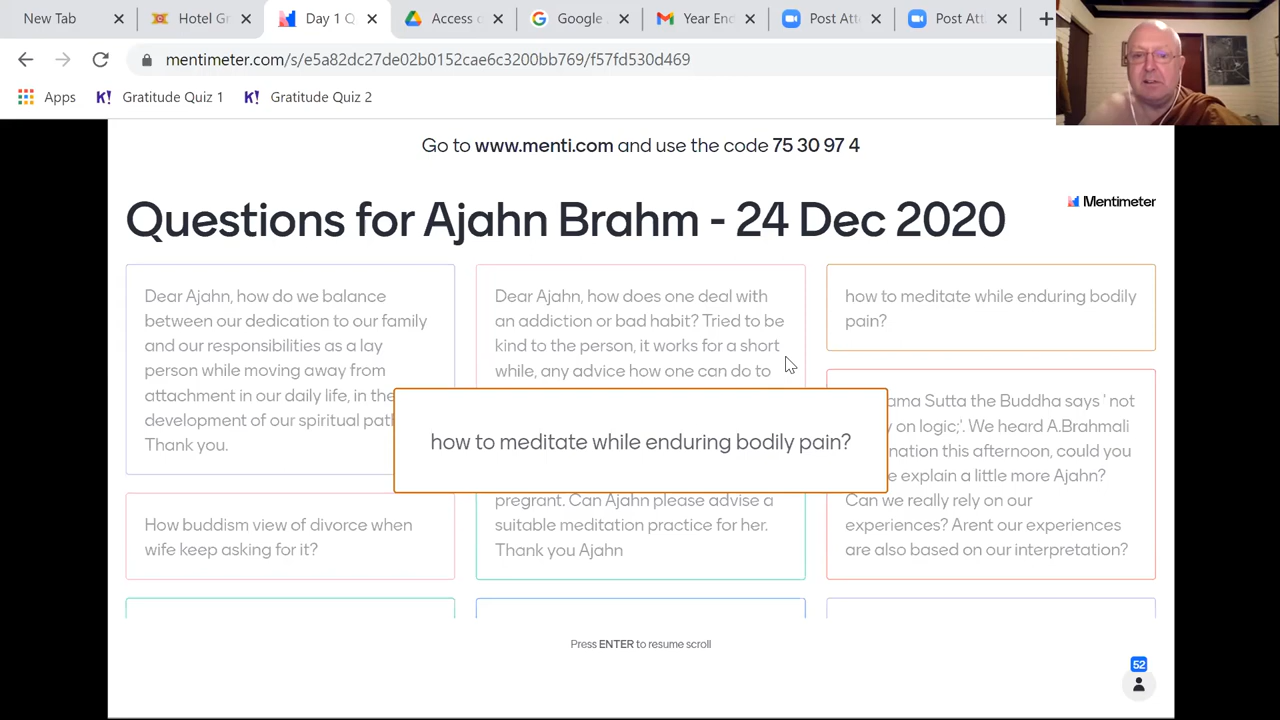 New Tab
Hotel Gr
Day 1 Q
Access
Google
Year Enc
Post Att
Post Att
mentimeter.com/s/e5a82dc27de02b0152cae6c3200bb769/f57fd530d469
Apps
Gratitude Quiz 1
Gratitude Quiz 2
Go to www.menti.com and use the code 75 30 97 4
Questions for Ajahn Brahm - 24 Dec 2020
Mentimeter
Dear Ajahn, how do we balance
between our dedication to our family
and our responsibilities as a lay
person while moving away from
attachment in our daily life, in the
development of our spiritual pat
Thank you.
How buddism view of divorce when
wife keep asking for it?
Dear Ajahn, how does one deal with
an addiction or bad habit? Tried to be
kind to the person, it works for a short
while, any advice how one can do to
how to meditate while enduring bodily pain?
pregrant. Can Ajahn please advise a
suitable meditation practice for her.
Thank you Ajahn
how to meditate while enduring bodily
pain?
ama Sutta the Buddha says ' not
on logic;'. We heard A.Brahmali
nation this afternoon, could you
e explain a little more Ajahn?
Can we really rely on our
experiences? Arent our experiences
are also based on our interpretation?
Press ENTER to resume scroll
52